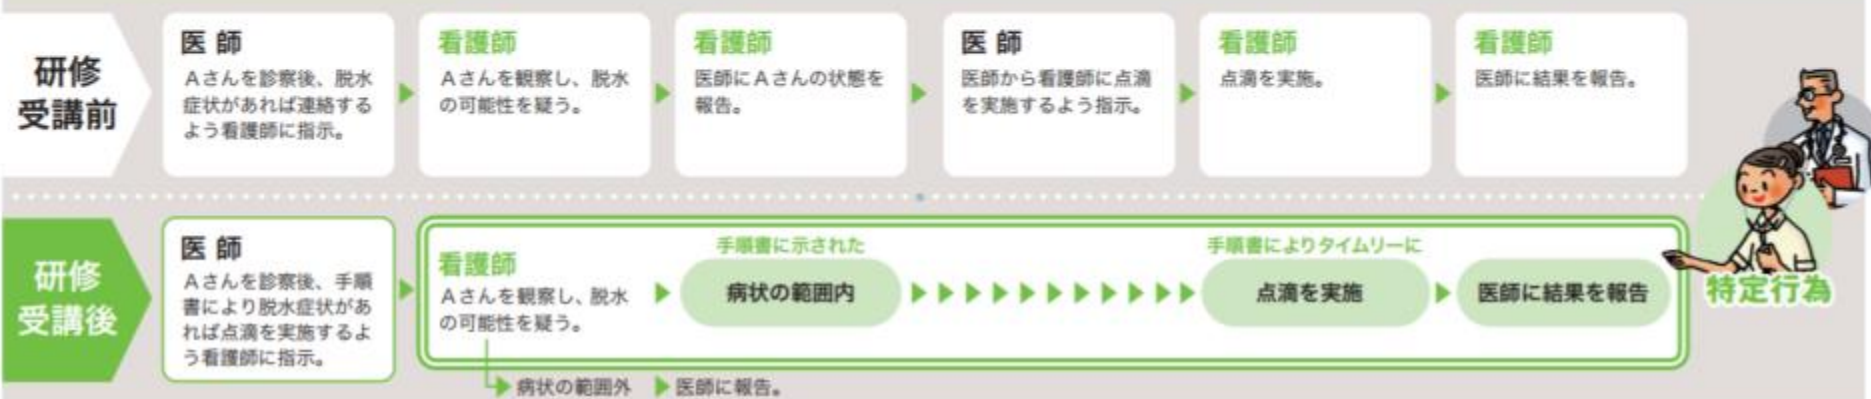 研修
受講前
医 師
Aさんを診察後、脱水
症状があれば連絡する
よう看護師に指示。
看護師
Aさんを観察し、脱水
の可能性を疑う。
看護師
医師にAさんの状態を
報告。
医 師
医師から看護師に点滴
を実施するよう指示。
看護師
点滴を実施。
看護師
医師に結果を報告。
研修
受講後
医 師
Aさんを診察後、手順
書により脱水症状があ
れば点滴を実施するよ
う看護師に指示。
看護師
Aさんを観察し、脱水
の可能性を疑う。
手順書に示された
病状の範囲内
手順書によりタイムリーに
点滴を実施
医師に結果を報告
特定行為
病状の範囲外
医師に報告。